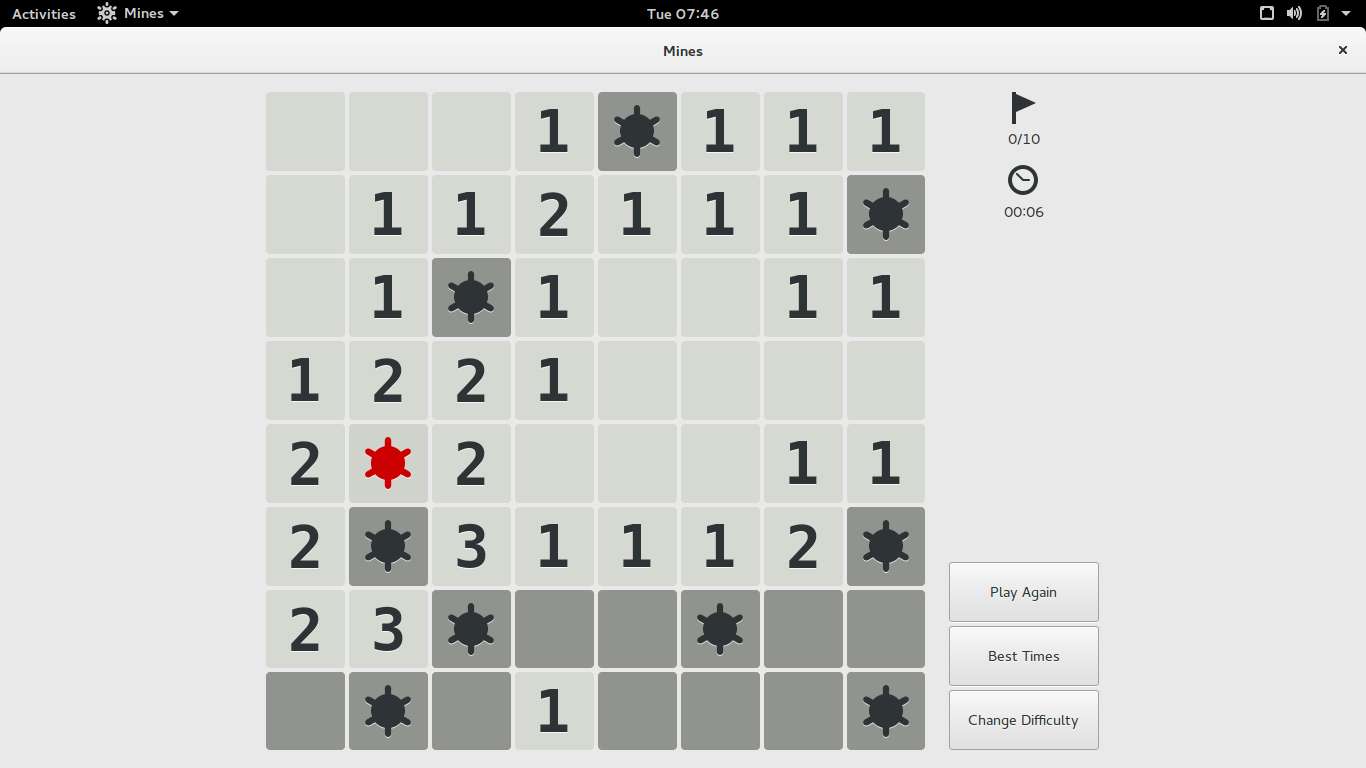 Activities Mines Tue 07:46
Mines
1 1 1 1
0/10
1 1 2 1 1 1
00:06
1 1 1 1
1 2 2 1
2 2 1 1
2 3 1 1 1 2
Play Again
2 3
Best Times
1
Change Difficulty